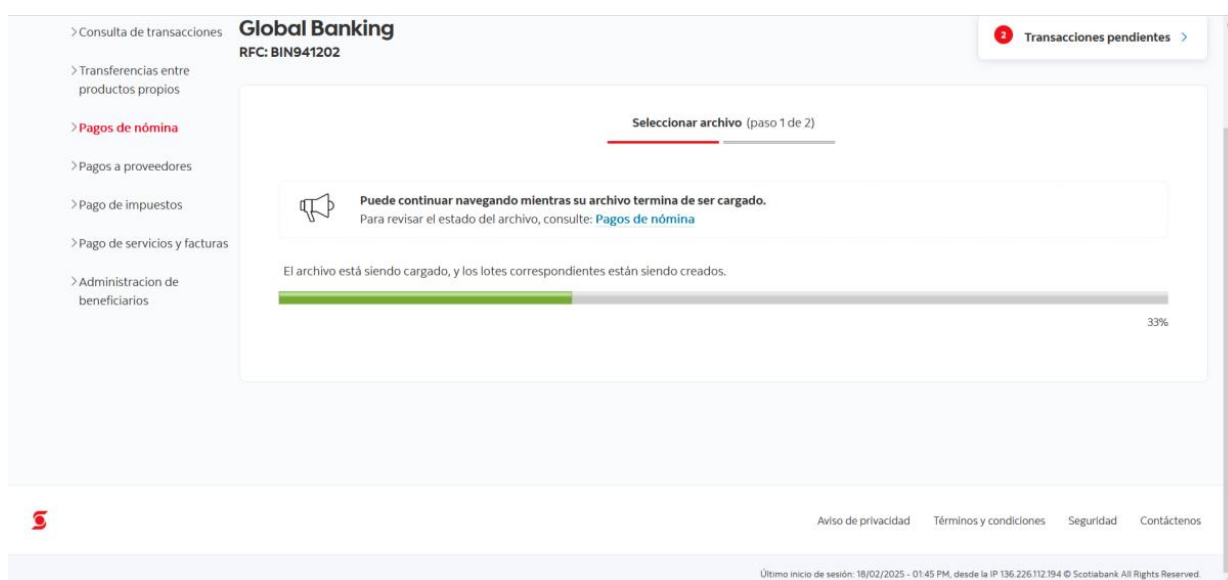 >Consulta de transacciones
>Transferencias entre
productos propios
>Pagos de nómina
>Pagos a proveedores
>Pago de impuestos
>Pago de servicios y facturas
>Administracion de
beneficiarios
Global Banking
RFC: BIN941202
2 Transacciones pendientes >
Seleccionar archivo (paso 1 de 2)
Puede continuar navegando mientras su archivo termina de ser cargado.
Para revisar el estado del archivo, consulte: Pagos de nómina
El archivo está siendo cargado, y los lotes correspondientes están siendo creados.
33%
Aviso de privacidad Términos y condiciones Seguridad Contáctenos
Último inicio de sesión: 18/02/2025 - 01:45 PM, desde la IP 136.226.112.194 © Scotiabank All Rights Reserved.